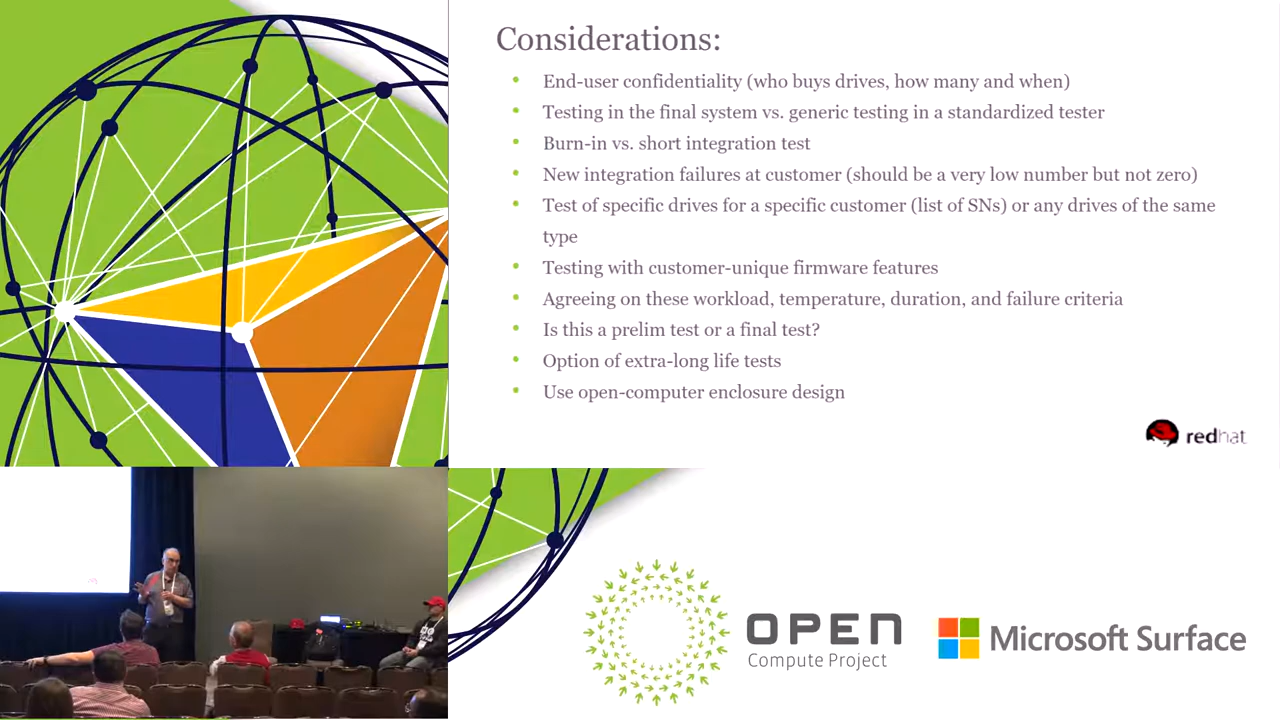 Considerations:
End-user confidentiality (who buys drives, how many and when)
Testing in the final system vs. generic testing in a standardized tester
Burn-in vs. short integration test
New integration failures at customer (should be a very low number but not zero)
Test of specific drives for a specific customer (list of SNs) or any drives of the same
type
Testing with customer-unique firmware features
Agreeing on these workload, temperature, duration, and failure criteria
Is this a prelim test or a final test?
Option of extra-long life tests
Use open-computer enclosure design
redhat
OPEN
Compute Project
Microsoft Surface